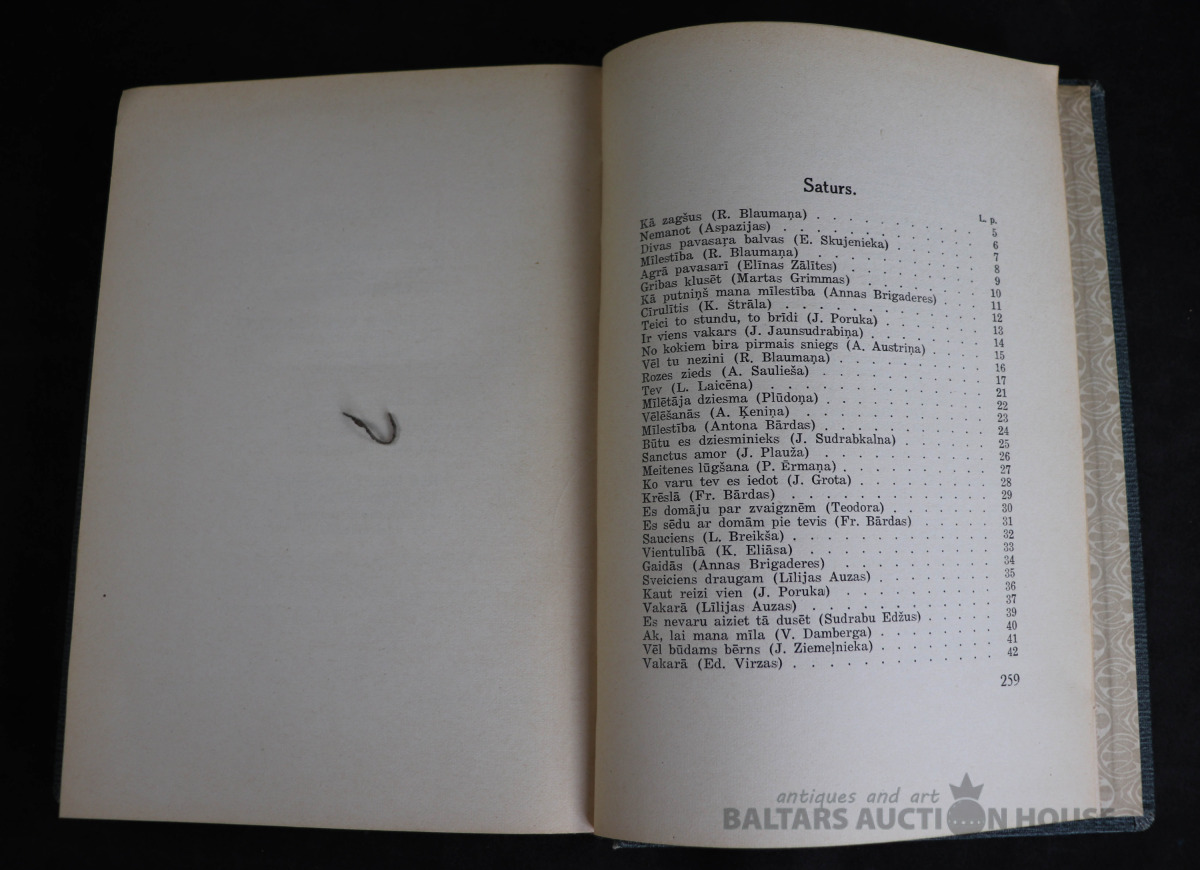 Saturs.
L. p.
Kā zagšus (R. Blaumaņa) . . . . . . . . . . 5
Nemanot (Aspazijas) . . . . . . . . . . 6
Divas pavasaŗa balvas (E. Skujenieka) . . . . . 7
Mīlestība (R. Blaumaņa) . . . . . . . . . . 8
Agrā pavasarī (Elīnas Zālītes) . . . . . . . . 9
Gribas klusēt (Martas Grimmas) . . . . . . . 10
Kā putniņš mana mīlestība (Annas Brigaderes) . . . 11
Cīrulītis (K. Štrāla) . . . . . . . . . . 12
Teici to stundu, to brīdi (J. Poruka) . . . . . . 13
Ir viens vakars (J. Jaunsudrabiņa) . . . . . . . 14
No kokiem bira pirmais sniegs (A. Austriņa) . . . 15
Vēl tu nezini (R. Blaumaņa) . . . . . . . . 16
Rozes zieds (A. Saulieša) . . . . . . . . . 17
Tev (L. Laicēna) . . . . . . . . . . . 21
Mīlētāja dziesma (Plūdoņa) . . . . . . . . . 22
Vēlēšanās (A. Ķeniņa) . . . . . . . . . . 23
Mīlestība (Antona Bārdas) . . . . . . . . . 24
Būtu es dziesminieks (J. Sudrabkalna) . . . . . . 25
Sanctus amor (J. Plauža) . . . . . . . . . 26
Meitenes lūgšana (P. Ērmaņa) . . . . . . . . 27
Ko varu tev es iedot (J. Grota) . . . . . . . . 28
Krēslā (Fr. Bārdas) . . . . . . . . . . . 29
Es domāju par zvaigznēm (Teodora) . . . . . . 30
Es sēdu ar domām pie tevis (Fr. Bārdas) . . . . . 31
Sauciens (L. Breikša) . . . . . . . . . . 32
Vientulībā (K. Eliāsa) . . . . . . . . . . 33
Gaidās (Annas Brigaderes) . . . . . . . . . 34
Sveiciens draugam (Līlijas Auzas) . . . . . . . 35
Kaut reizi vien (J. Poruka) . . . . . . . . . 36
Vakarā (Līlijas Auzas) . . . . . . . . . . 37
Es nevaru aiziet tā dusēt (Sudrabu Edžus) . . . . 39
Ak, lai mana mīla (V. Damberga) . . . . . . . 40
Vēl būdams bērns (J. Ziemeļnieka) . . . . . . . 41
Vakarā (Ed. Virzas) . . . . . . . . . . . 42
259
antiques and art
BALTARS AUCTION HOUSE